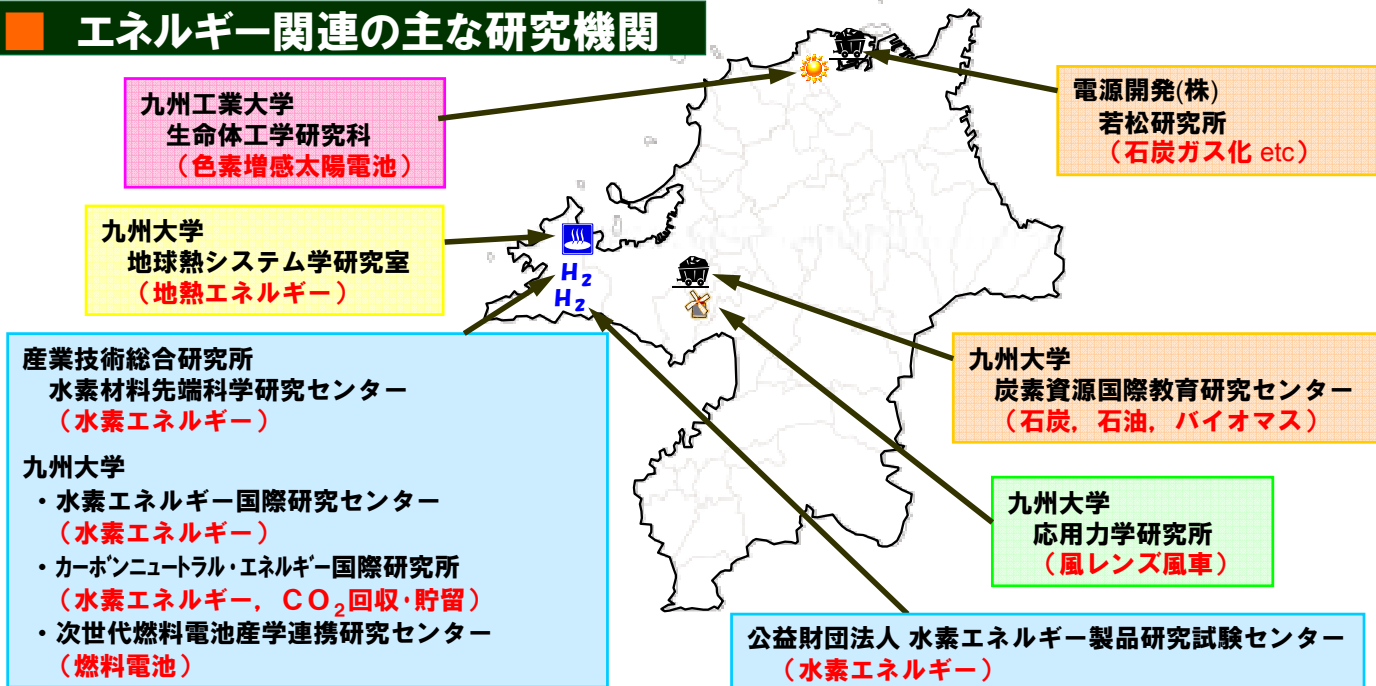 エネルギー関連の主な研究機関
九州工業大学
生命体工学研究科
（色素増感太陽電池）
電源開発(株)
若松研究所
（石炭ガス化 etc）
九州大学
地球熱システム学研究室
（地熱エネルギー）
H2
H2
産業技術総合研究所
水素材料先端科学研究センター
（水素エネルギー）
九州大学
・水素エネルギー国際研究センター
（水素エネルギー）
・カーボンニュートラル・エネルギー国際研究所
（水素エネルギー，CO2回収・貯留）
・次世代燃料電池産学連携研究センター
（燃料電池）
九州大学
炭素資源国際教育研究センター
（石炭，石油，バイオマス）
九州大学
応用力学研究所
（風レンズ風車）
公益財団法人 水素エネルギー製品研究試験センター
（水素エネルギー）